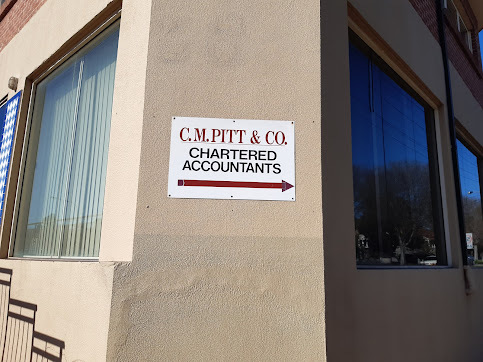 C.M.PITT & CO.
CHARTERED
ACCOUNTANTS